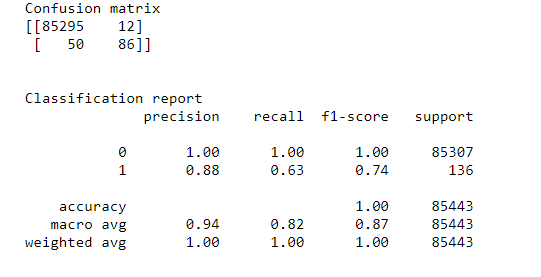 Confusion matrix
[[85295    12]
 [   50    86]]
Classification report
              precision    recall  f1-score   support
           0       1.00      1.00      1.00     85307
           1       0.88      0.63      0.74       136
    accuracy                           1.00     85443
   macro avg       0.94      0.82      0.87     85443
weighted avg       1.00      1.00      1.00     85443